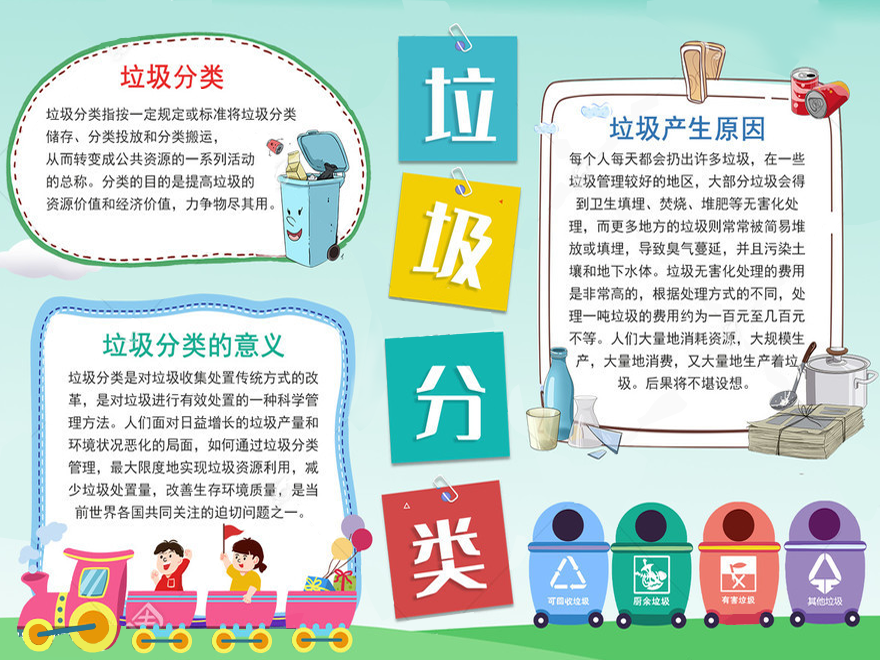 垃圾分类
垃圾分类指按一定规定或标准将垃圾分类
储存、分类投放和分类搬运，
从而转变成公共资源的一系列活动
的总称。分类的目的是提高垃圾的
资源价值和经济价值，力争物尽其用。
垃圾分类的意义
垃圾分类是对垃圾收集处置传统方式的改
革，是对垃圾进行有效处置的一种科学管
理方法。人们面对日益增长的垃圾产量和
环境状况恶化的局面，如何通过垃圾分类
管理，最大限度地实现垃圾资源利用，减
少垃圾处置量，改善生存环境质量，是当
前世界各国共同关注的迫切问题之一。
垃
圾
分
类
垃圾产生原因
每个人每天都会扔出许多垃圾，在一些
垃圾管理较好的地区，大部分垃圾会得
到卫生填埋、焚烧、堆肥等无害化处
理，而更多地方的垃圾则常常被简易堆
放或填埋，导致臭气蔓延，并且污染土
壤和地下水体。垃圾无害化处理的费用
是非常高的，根据处理方式的不同，处
理一吨垃圾的费用约为一百元至几百元
不等。人们大量地消耗资源，大规模生
产，大量地消费，又大量地生产着垃
圾。后果将不堪设想。
可回收垃圾
厨余垃圾
有害垃圾
其他垃圾